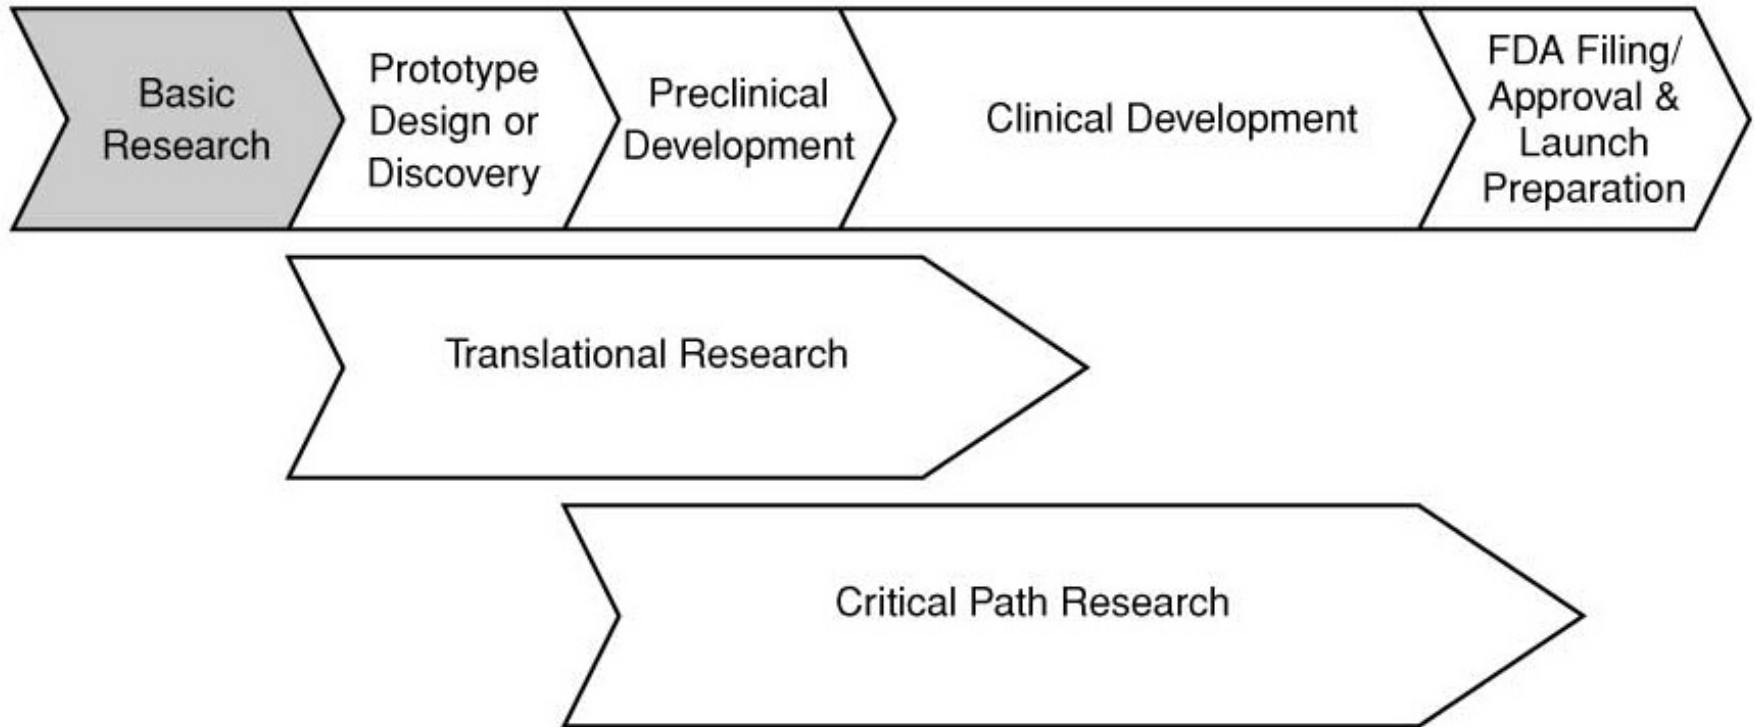 Basic
Research
Prototype
Design or
Discovery
Preclinical
Development
Clinical Development
FDA Filing/
Approval &
Launch
Preparation
Translational Research
Critical Path Research